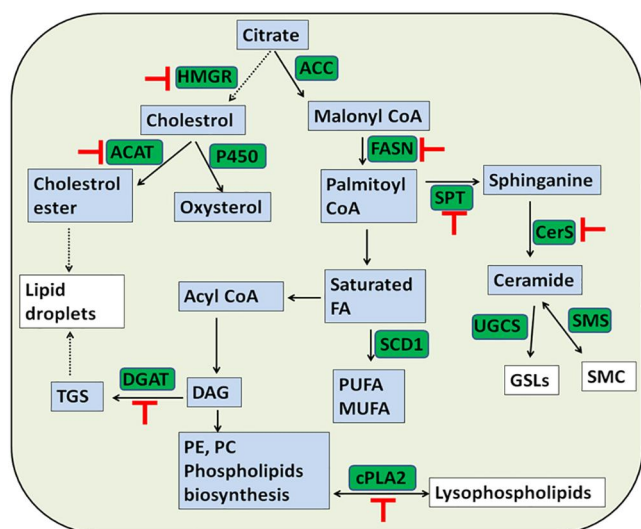 Citrate
HMGR
ACC
Cholestrol
Malonyl CoA
ACAT
P450
FASN
Cholestrol
ester
Oxysterol
Palmitoyl
CoA
SPT
Sphinganine
CerS
Lipid
droplets
Acyl CoA
Saturated
FA
Ceramide
UGCS
SMS
SCD1
DGAT
TGS
DAG
PUFA
MUFA
GSLs
SMC
PE, PC
Phospholipids
biosynthesis
cPLA2
Lysophospholipids